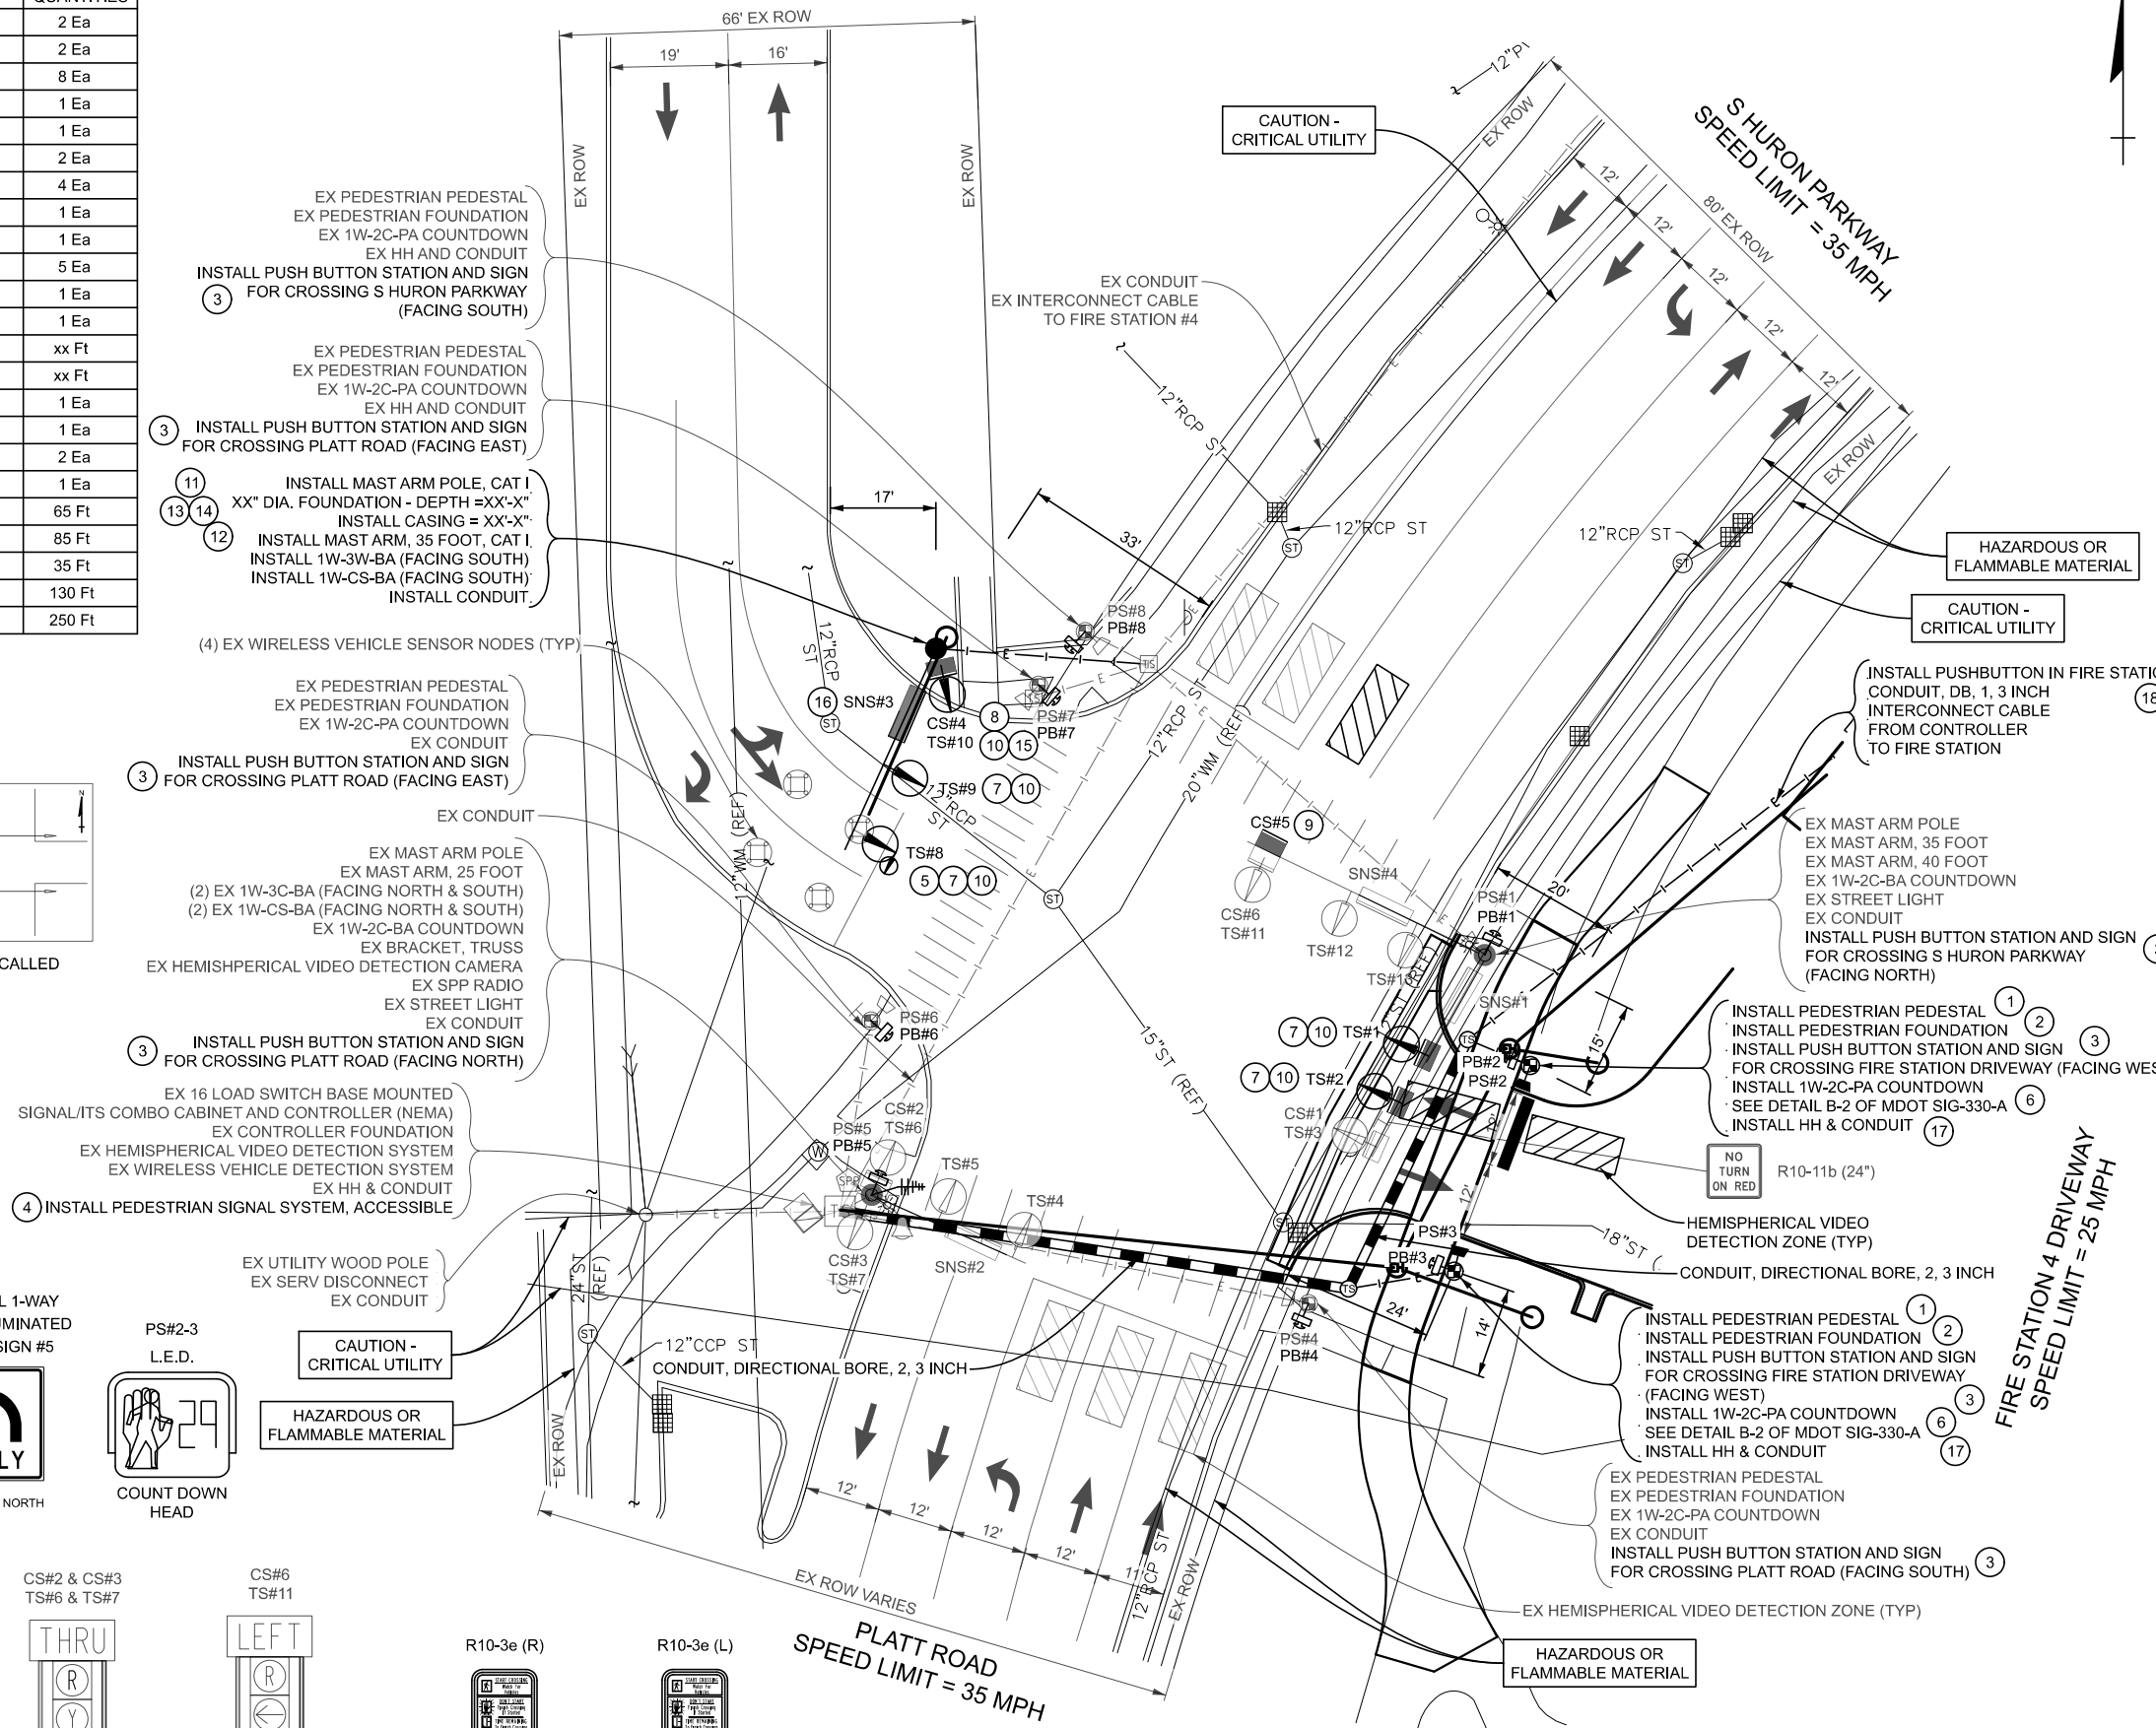 QUANTITIES
2 Ea
2 Ea
8 Ea
1 Ea
1 Ea
2 Ea
4 Ea
1 Ea
1 Ea
5 Ea
1 Ea
1 Ea
xx Ft
xx Ft
1 Ea
1 Ea
2 Ea
1 Ea
65 Ft
85 Ft
35 Ft
130 Ft
250 Ft
66' EX ROW
19'
16'
EX ROW
EX ROW
EX PEDESTRIAN PEDESTAL
EX PEDESTRIAN FOUNDATION
EX 1W-2C-PA COUNTDOWN
EX HH AND CONDUIT
INSTALL PUSH BUTTON STATION AND SIGN
3 FOR CROSSING S HURON PARKWAY
(FACING SOUTH)
EX PEDESTRIAN PEDESTAL
EX PEDESTRIAN FOUNDATION
EX 1W-2C-PA COUNTDOWN
EX HH AND CONDUIT
3 INSTALL PUSH BUTTON STATION AND SIGN
FOR CROSSING PLATT ROAD (FACING EAST)
11 INSTALL MAST ARM POLE, CAT I
13 14 XX" DIA. FOUNDATION - DEPTH =XX'-X"
INSTALL CASING = XX'-X"
12 INSTALL MAST ARM, 35 FOOT, CAT I
INSTALL 1W-3W-BA (FACING SOUTH)
INSTALL 1W-CS-BA (FACING SOUTH)
INSTALL CONDUIT
(4) EX WIRELESS VEHICLE SENSOR NODES (TYP)
EX PEDESTRIAN PEDESTAL
EX PEDESTRIAN FOUNDATION
EX 1W-2C-PA COUNTDOWN
EX CONDUIT
INSTALL PUSH BUTTON STATION AND SIGN
3 FOR CROSSING PLATT ROAD (FACING EAST)
EX CONDUIT
EX MAST ARM POLE
EX MAST ARM, 25 FOOT
(2) EX 1W-3C-BA (FACING NORTH & SOUTH)
(2) EX 1W-CS-BA (FACING NORTH & SOUTH)
EX 1W-2C-BA COUNTDOWN
EX BRACKET, TRUSS
EX HEMISHPERICAL VIDEO DETECTION CAMERA
EX SPP RADIO
EX STREET LIGHT
EX CONDUIT
INSTALL PUSH BUTTON STATION AND SIGN
3 FOR CROSSING PLATT ROAD (FACING NORTH)
EX 16 LOAD SWITCH BASE MOUNTED
SIGNAL/ITS COMBO CABINET AND CONTROLLER (NEMA)
EX CONTROLLER FOUNDATION
EX HEMISPHERICAL VIDEO DETECTION SYSTEM
EX WIRELESS VEHICLE DETECTION SYSTEM
EX HH & CONDUIT
4 INSTALL PEDESTRIAN SIGNAL SYSTEM, ACCESSIBLE
EX UTILITY WOOD POLE
EX SERV DISCONNECT
EX CONDUIT
CAUTION -
CRITICAL UTILITY
HAZARDOUS OR
FLAMMABLE MATERIAL
N
CALLED
1-WAY
SIGN #5
NORTH
PS#2-3
L.E.D.
29
COUNT DOWN
HEAD
CS#2 & CS#3
TS#6 & TS#7
THRU
R
Y
CS#6
TS#11
LEFT
R
R10-3e (R)
START CROSSING
R10-3e (L)
START CROSSING
CAUTION -
CRITICAL UTILITY
EX CONDUIT
EX INTERCONNECT CABLE
TO FIRE STATION #4
12"RCP ST
12"RCP ST
ST
17'
33'
EX ROW
S HURON PARKWAY
SPEED LIMIT = 35 MPH
80' EX ROW
12'
12'
12'
12'
12'
EX ROW
12"RCP ST
ST
HAZARDOUS OR
FLAMMABLE MATERIAL
CAUTION -
CRITICAL UTILITY
PS#8
PB#8
PS#7
PB#7
12"RCP
ST
16 SNS#3
ST
CS#4
TS#10
8
10 15
TS#9 7 10
12"RCP
ST
TS#8
5 7 10
12"WM (REF)
12"RCP ST
20"WM (REF)
ST
15"ST (REF)
CS#5 9
CS#6
TS#11
TS#12
SNS#4
TS#13
PS#1
PB#1
20'
SNS#1
12"ST (REF)
7 10 TS#1
7 10 TS#2
CS#1
TS#3
TS
PB#2
PS#2
15'
12'
12'
INSTALL PUSHBUTTON IN FIRE STATIO
CONDUIT, DB, 1, 3 INCH
INTERCONNECT CABLE
FROM CONTROLLER
TO FIRE STATION
18
EX MAST ARM POLE
EX MAST ARM, 35 FOOT
EX MAST ARM, 40 FOOT
EX 1W-2C-BA COUNTDOWN
EX STREET LIGHT
EX CONDUIT
INSTALL PUSH BUTTON STATION AND SIGN
FOR CROSSING S HURON PARKWAY
(FACING NORTH)
INSTALL PEDESTRIAN PEDESTAL 1
INSTALL PEDESTRIAN FOUNDATION 2
INSTALL PUSH BUTTON STATION AND SIGN 3
FOR CROSSING FIRE STATION DRIVEWAY (FACING WES
INSTALL 1W-2C-PA COUNTDOWN
SEE DETAIL B-2 OF MDOT SIG-330-A 6
INSTALL HH & CONDUIT 17
NO
TURN
ON RED
R10-11b (24")
HEMISPHERICAL VIDEO
DETECTION ZONE (TYP)
18"ST (
CONDUIT, DIRECTIONAL BORE, 2, 3 INCH
FIRE STATION 4 DRIVEWAY
SPEED LIMIT = 25 MPH
INSTALL PEDESTRIAN PEDESTAL 1
INSTALL PEDESTRIAN FOUNDATION 2
INSTALL PUSH BUTTON STATION AND SIGN
FOR CROSSING FIRE STATION DRIVEWAY
(FACING WEST) 3
INSTALL 1W-2C-PA COUNTDOWN
SEE DETAIL B-2 OF MDOT SIG-330-A 6
INSTALL HH & CONDUIT 17
EX PEDESTRIAN PEDESTAL
EX PEDESTRIAN FOUNDATION
EX 1W-2C-PA COUNTDOWN
EX CONDUIT
INSTALL PUSH BUTTON STATION AND SIGN
FOR CROSSING PLATT ROAD (FACING SOUTH) 3
EX HEMISPHERICAL VIDEO DETECTION ZONE (TYP)
HAZARDOUS OR
FLAMMABLE MATERIAL
PS#6
PB#6
CS#2
TS#6
PS#5
PB#5
W
SPP
TS#5
TS#4
CS#3
TS#7
SNS#2
PS#3
PB#3
TS
24'
14'
PS#4
PB#4
24"ST
(REF)
ST
12"CCP ST
CONDUIT, DIRECTIONAL BORE, 2, 3 INCH
EX ROW
12'
12'
12'
12'
11'
EX ROW VARIES
12"RCP ST
EX ROW
PLATT ROAD
SPEED LIMIT = 35 MPH